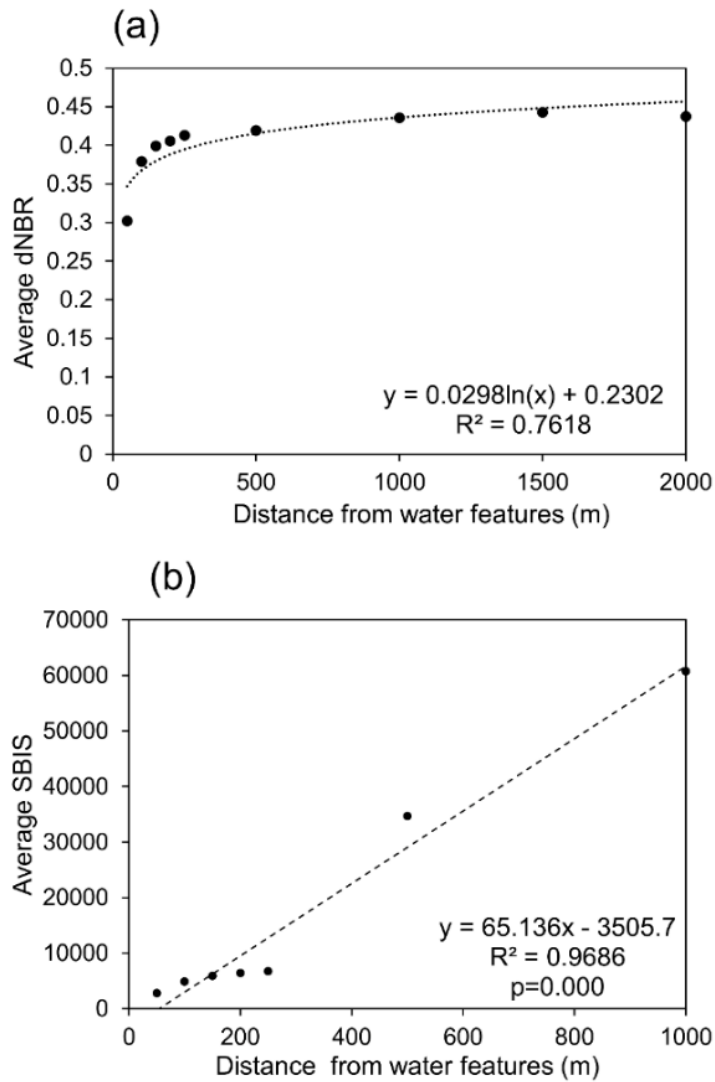 (a)
0.5
0.45
0.4
0.35
0.3
0.25
0.2
0.15
0.1
0.05
0
Average dNBR
y = 0.0298ln(x) + 0.2302
R² = 0.7618
0 500 1000 1500 2000
Distance from water features (m)
(b)
70000
60000
50000
40000
30000
20000
10000
0
Average SBIS
y = 65.136x - 3505.7
R² = 0.9686
p=0.000
0 200 400 600 800 1000
Distance from water features (m)